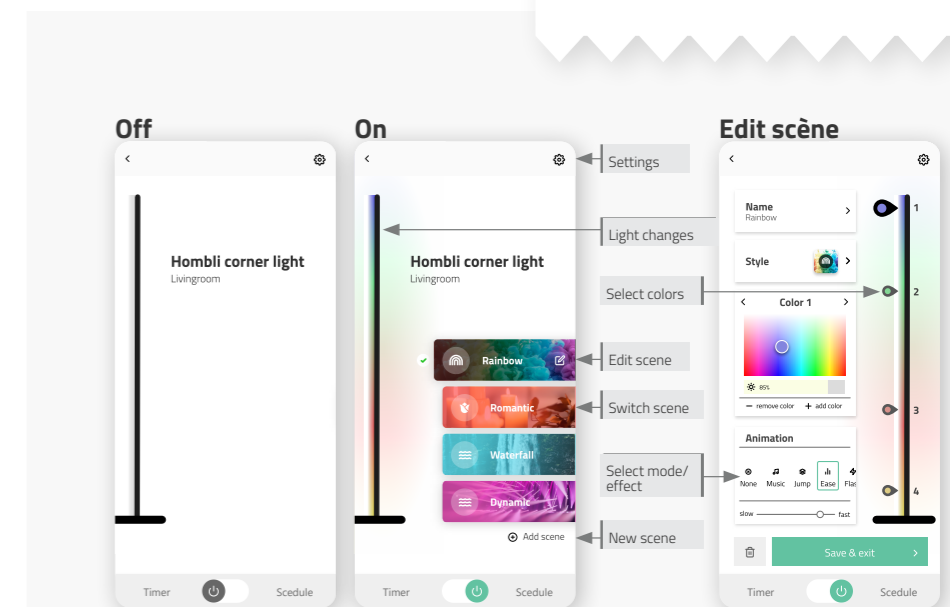 Off
Hombli corner light
Livingroom
Timer
Scedule
On
Hombli corner light
Livingroom
Rainbow
Romantic
Waterfall
Dynamic
Add scene
Timer
Scedule
Settings
Light changes
Select colors
Edit scene
Switch scene
Select mode/
effect
New scene
Edit scène
Name
Rainbow
Style
Color 1
85%
remove color + add color
Animation
None Music Jump Ease Flas
slow fast
1
2
3
4
Save & exit
Timer
Scedule